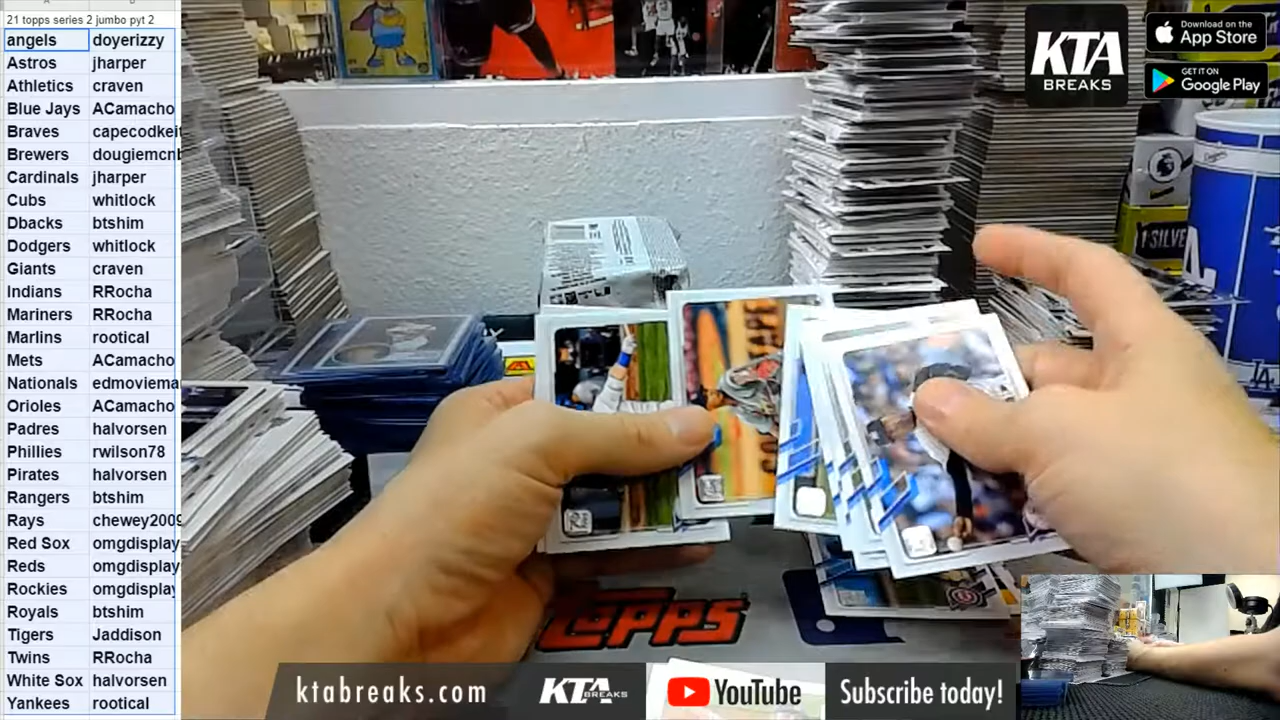 21 topps series 2 jumbo pyt 2
angels doyerizzy
Astros jharper
Athletics craven
Blue Jays ACamacho
Braves capecodkeit
Brewers dougiemcnb
Cardinals jharper
Cubs whitlock
Dbacks btshim
Dodgers whitlock
Giants craven
Indians RRocha
Mariners RRocha
Marlins rootical
Mets ACamacho
Nationals edmoviema
Orioles ACamacho
Padres halvorsen
Phillies rwilson78
Pirates halvorsen
Rangers btshim
Rays chewey2009
Red Sox omgdisplay
Reds omgdisplay
Rockies omgdisplay
Royals btshim
Tigers Jaddison
Twins RRocha
White Sox halvorsen
Yankees rootical
KTA
BREAKS
Download on the
App Store
GET IT ON
Google Play
SILVE
LA
TOPPS
ktabreaks.com
KTA
BREAKS
YouTube
Subscribe today!